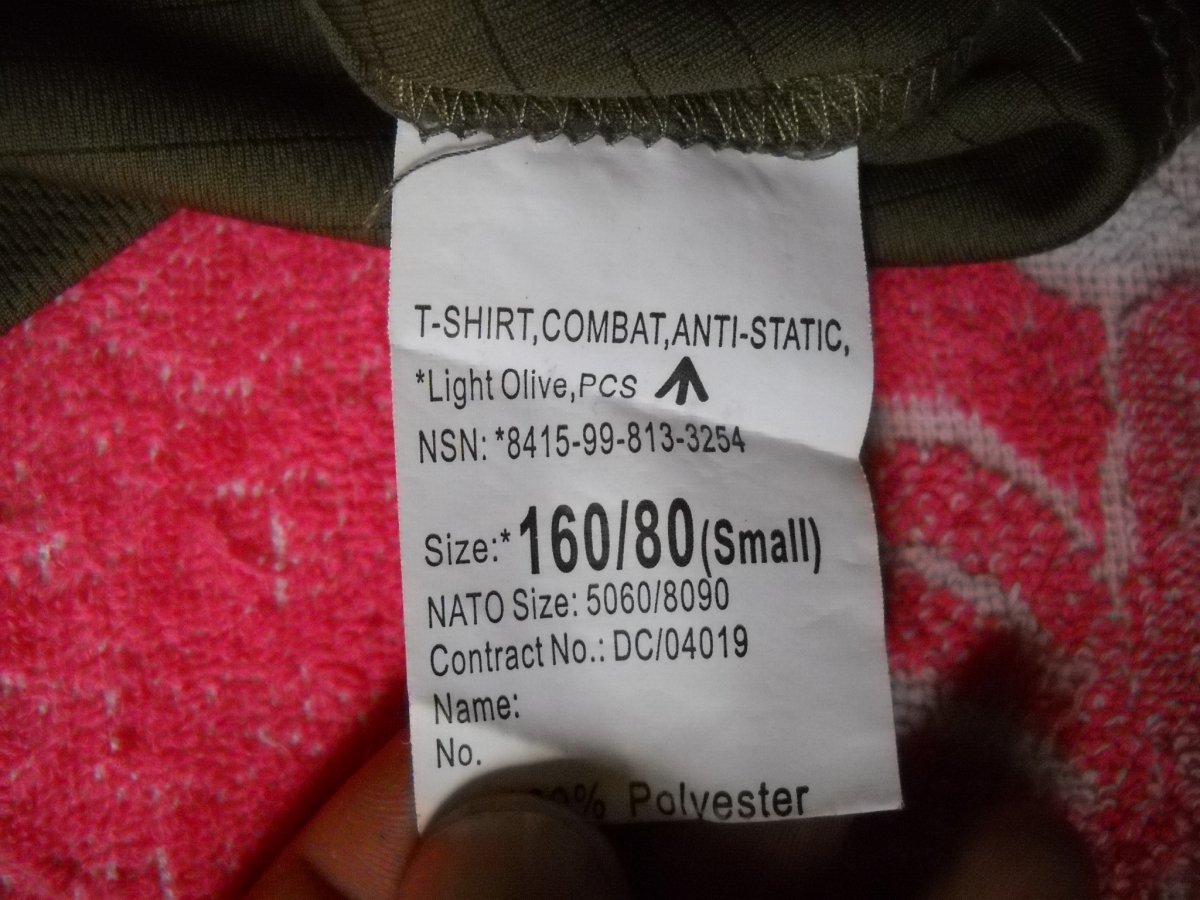 T-SHIRT,COMBAT,ANTI-STATIC,
*Light Olive,PCS
NSN: *8415-99-813-3254
Size:* 160/80(Small)
NATO Size: 5060/8090
Contract No.: DC/04019
Name:
No.
% Polyester